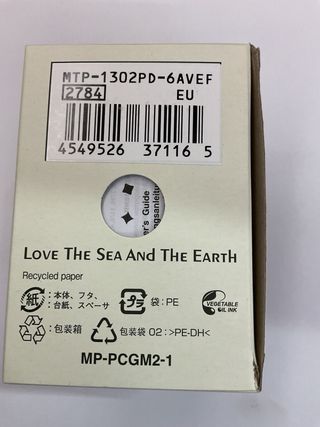 MTP-1302PD-6AVEF
2784 EU
4549526 37116 5
er's Guide
LOVE THE SEA AND THE EARTH
Recycled paper
紙 :本体、フタ、
台紙、スペーサ
プラ 袋:PE
VEGETABLE
OIL INK
:包装箱
包装袋 02:>PE-DH<
MP-PCGM2-1